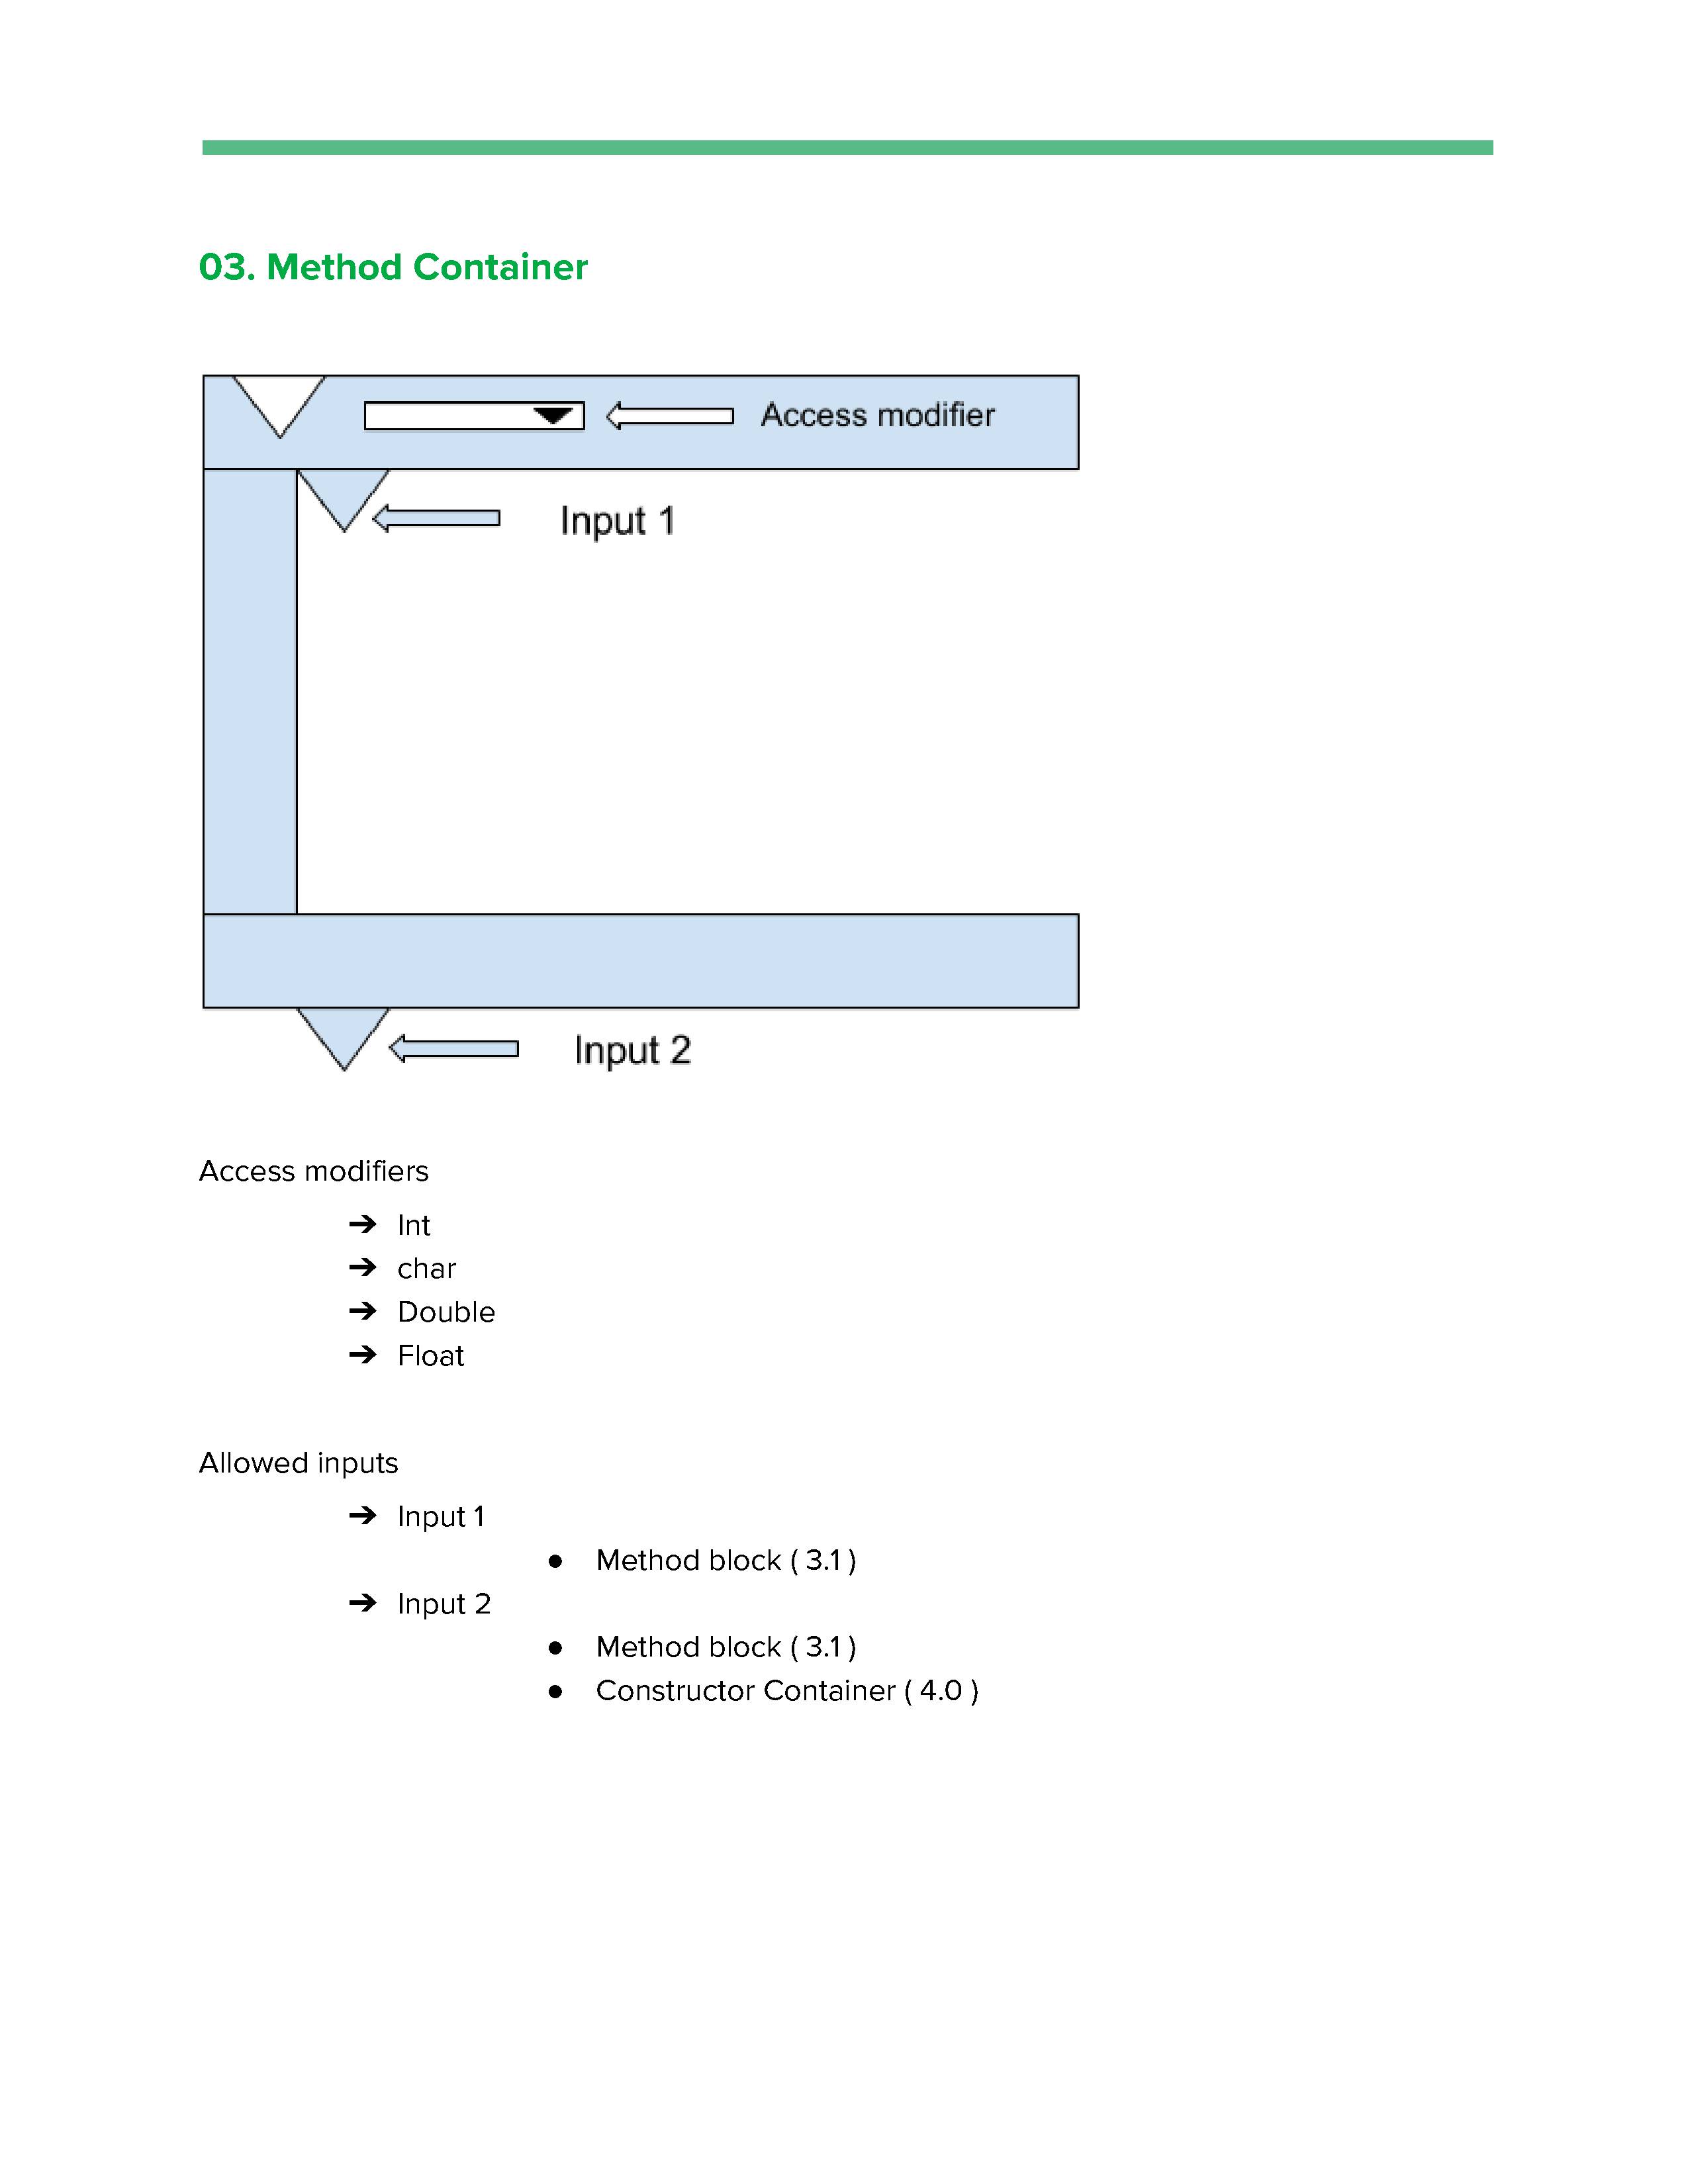 03. Method Container
Access modifier
Input 1
Input 2
Access modifiers
➔ Int
➔ char
➔ Double
➔ Float
Allowed inputs
➔ Input 1
● Method block ( 3.1 )
➔ Input 2
● Method block ( 3.1 )
● Constructor Container ( 4.0 )